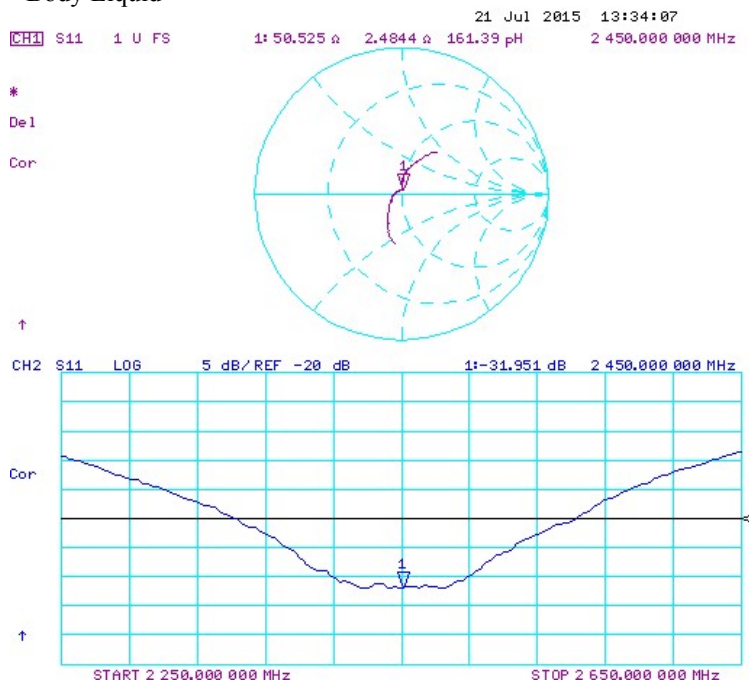 Body Liquid
21 Jul 2015 13:34:07
CH1 S11 1 U FS 1: 50.525 Ω 2.4844 Ω 161.39 pH 2 450.000 000 MHz
*
Del
Cor
1
↑
CH2 S11 LOG 5 dB/REF -20 dB 1:-31.951 dB 2 450.000 000 MHz
Cor
1
↑
START 2 250.000 000 MHz STOP 2 650.000 000 MHz